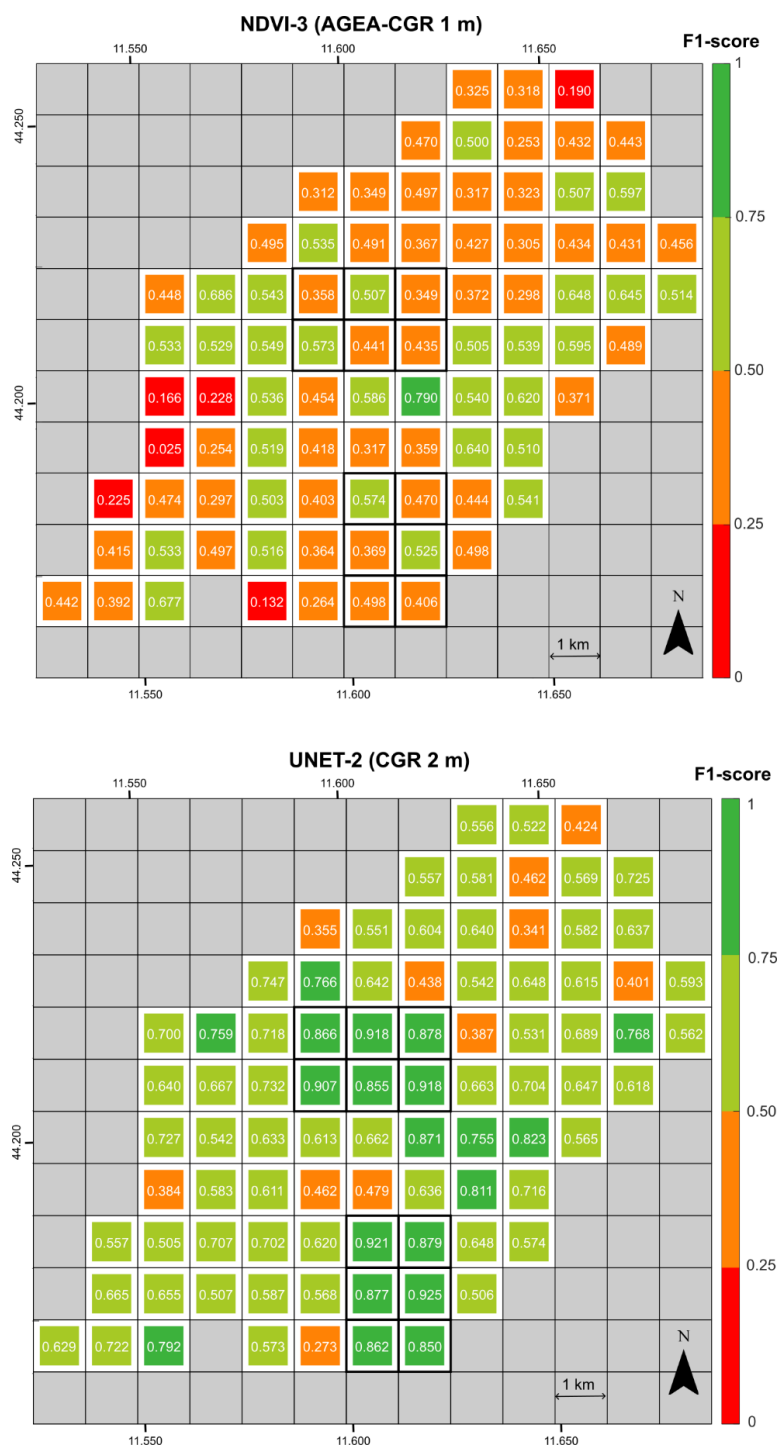 NDVI-3 (AGEA-CGR 1 m)
F1-score
11.550 11.600 11.650
1
0.325 0.318 0.190
44.250
0.470 0.500 0.253 0.432 0.443
0.312 0.349 0.497 0.317 0.323 0.507 0.597
0.75
0.495 0.535 0.491 0.367 0.427 0.305 0.434 0.431 0.456
0.448 0.686 0.543 0.358 0.507 0.349 0.372 0.298 0.648 0.645 0.514
0.533 0.529 0.549 0.573 0.441 0.435 0.505 0.539 0.595 0.489
0.50
44.200
0.166 0.228 0.536 0.454 0.586 0.790 0.540 0.620 0.371
0.025 0.254 0.519 0.418 0.317 0.359 0.640 0.510
0.225 0.474 0.297 0.503 0.403 0.574 0.470 0.444 0.541
0.25
0.415 0.533 0.497 0.516 0.364 0.369 0.525 0.498
0.442 0.392 0.677 0.132 0.264 0.498 0.406
N
1 km
0
11.550 11.600 11.650
UNET-2 (CGR 2 m)
F1-score
11.550 11.600 11.650
1
0.556 0.522 0.424
44.250
0.557 0.581 0.462 0.569 0.725
0.355 0.551 0.604 0.640 0.341 0.582 0.637
0.75
0.747 0.766 0.642 0.438 0.542 0.648 0.615 0.401 0.593
0.700 0.759 0.718 0.866 0.918 0.878 0.387 0.531 0.689 0.768 0.562
0.640 0.667 0.732 0.907 0.855 0.918 0.663 0.704 0.647 0.618
0.50
44.200
0.727 0.542 0.633 0.613 0.662 0.871 0.755 0.823 0.565
0.384 0.583 0.611 0.462 0.479 0.636 0.811 0.716
0.557 0.505 0.707 0.702 0.620 0.921 0.879 0.648 0.574
0.25
0.665 0.655 0.507 0.587 0.568 0.877 0.925 0.506
0.629 0.722 0.792 0.573 0.273 0.862 0.850
N
1 km
0
11.550 11.600 11.650